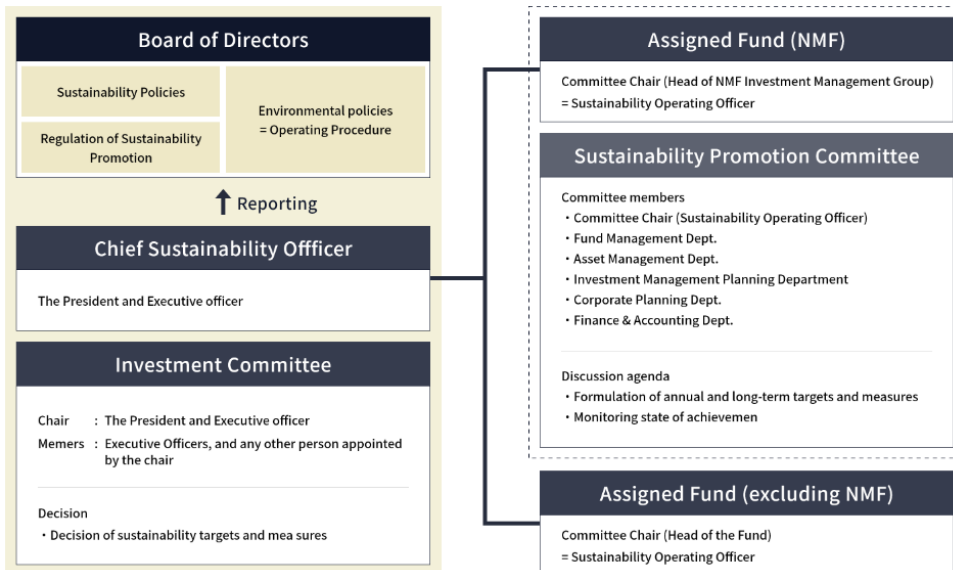 Board of Directors
Sustainability Policies
Regulation of Sustainability
Promotion
Environmental policies
= Operating Procedure
Reporting
Chief Sustainability Offficer
The President and Executive officer
Investment Committee
Chair : The President and Executive officer
Memers : Executive Officers, and any other person appointed
by the chair
Decision
・Decision of sustainability targets and mea sures
Assigned Fund (NMF)
Committee Chair (Head of NMF Investment Management Group)
= Sustainability Operating Officer
Sustainability Promotion Committee
Committee members
・Committee Chair (Sustainability Operating Officer)
・Fund Management Dept.
・Asset Management Dept.
・Investment Management Planning Department
・Corporate Planning Dept.
・Finance & Accounting Dept.
Discussion agenda
・Formulation of annual and long-term targets and measures
・Monitoring state of achievemen
Assigned Fund (excluding NMF)
Committee Chair (Head of the Fund)
= Sustainability Operating Officer